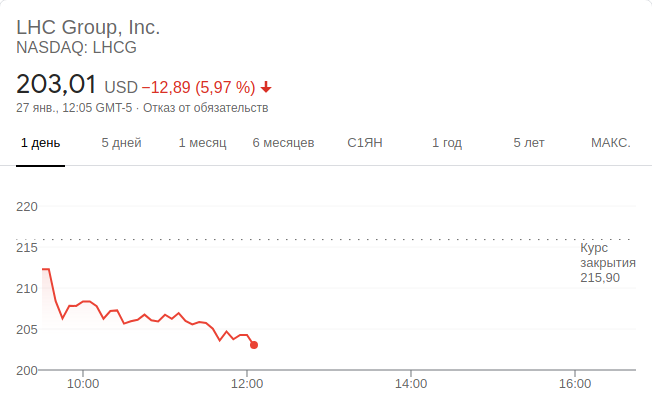 LHC Group, Inc.
NASDAQ: LHCG
203,01 USD −12,89 (5,97 %)
27 янв., 12:05 GMT-5 · Отказ от обязательств
1 день 5 дней 1 месяц 6 месяцев С1ЯН 1 год 5 лет МАКС.
220
215
210
205
200
Курс
закрытия
215,90
10:00 12:00 14:00 16:00